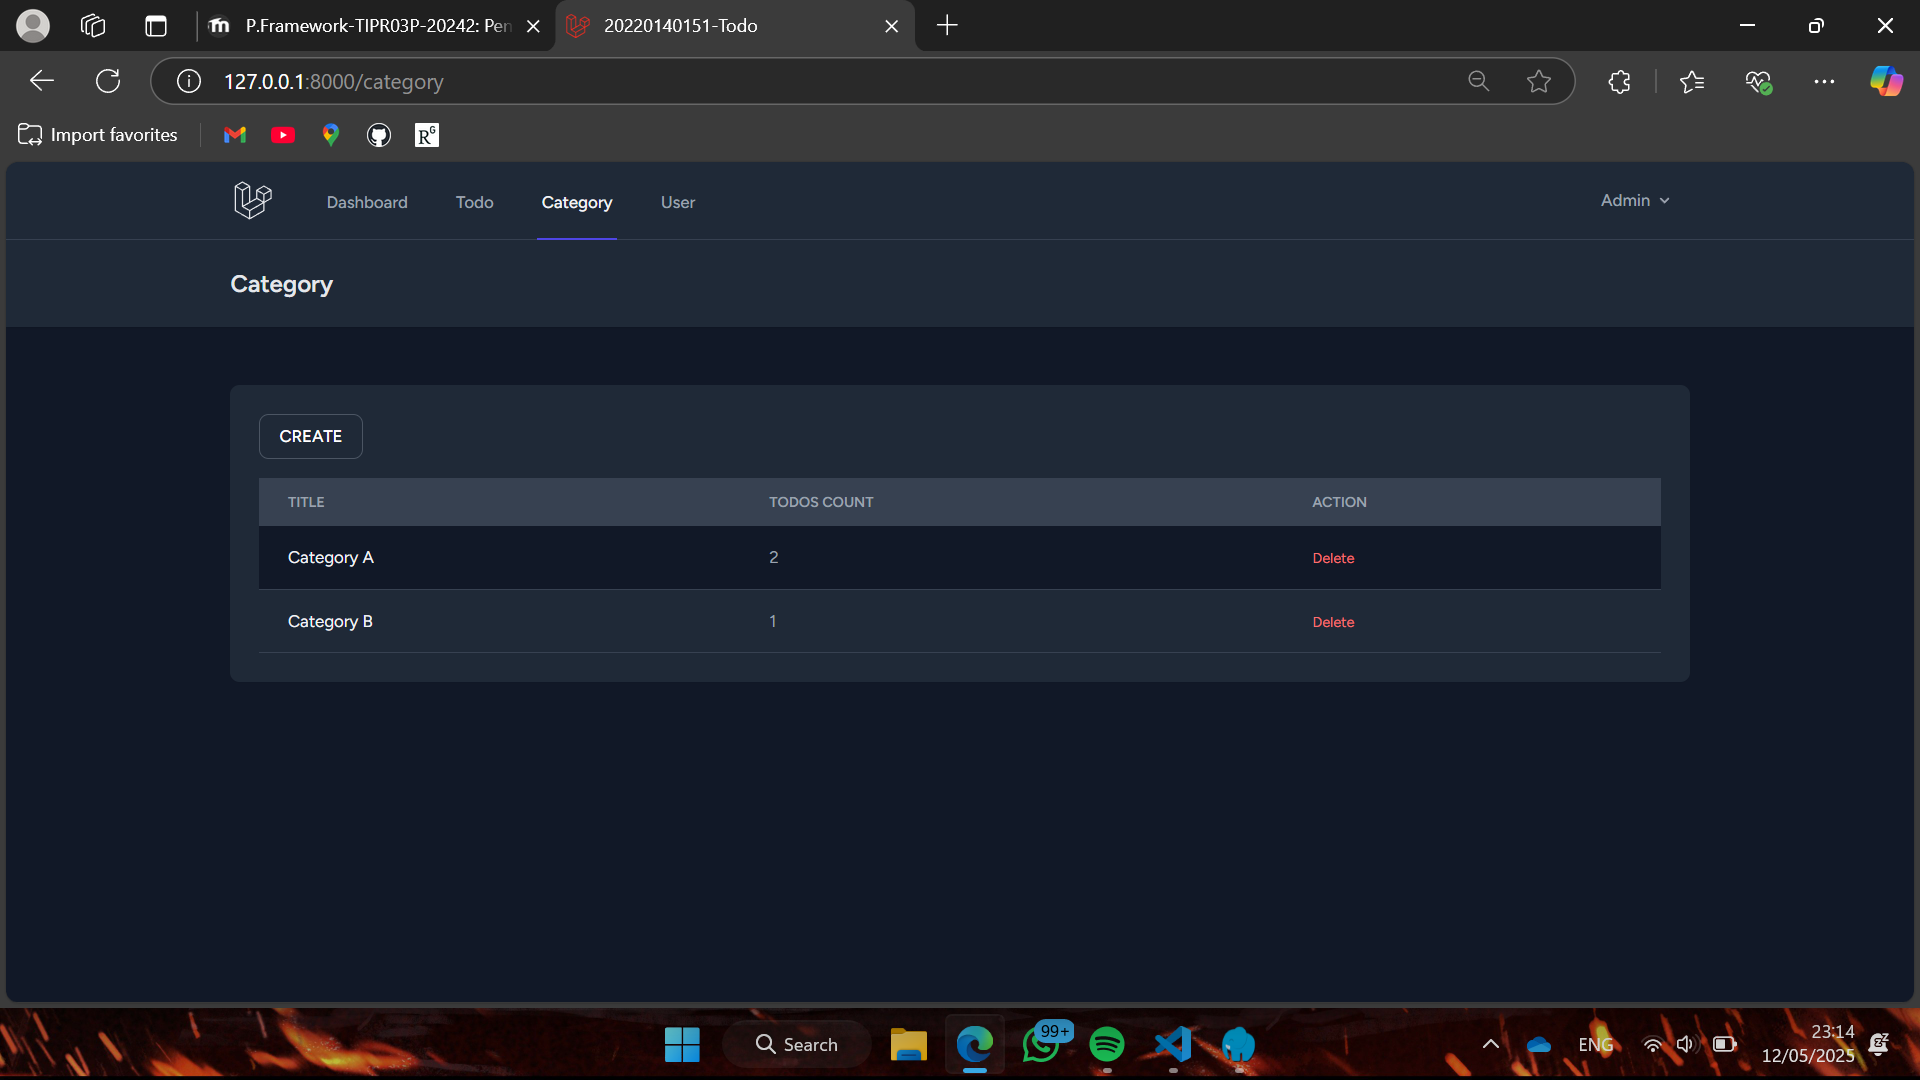 P.Framework-TIPR03P-20242: Pen
20220140151-Todo
127.0.0.1:8000/category
Import favorites
Dashboard
Todo
Category
User
Admin
Category
CREATE
TITLE
TODOS COUNT
ACTION
Category A
2
Delete
Category B
1
Delete
Search
99+
ENG
23:14
12/05/2025